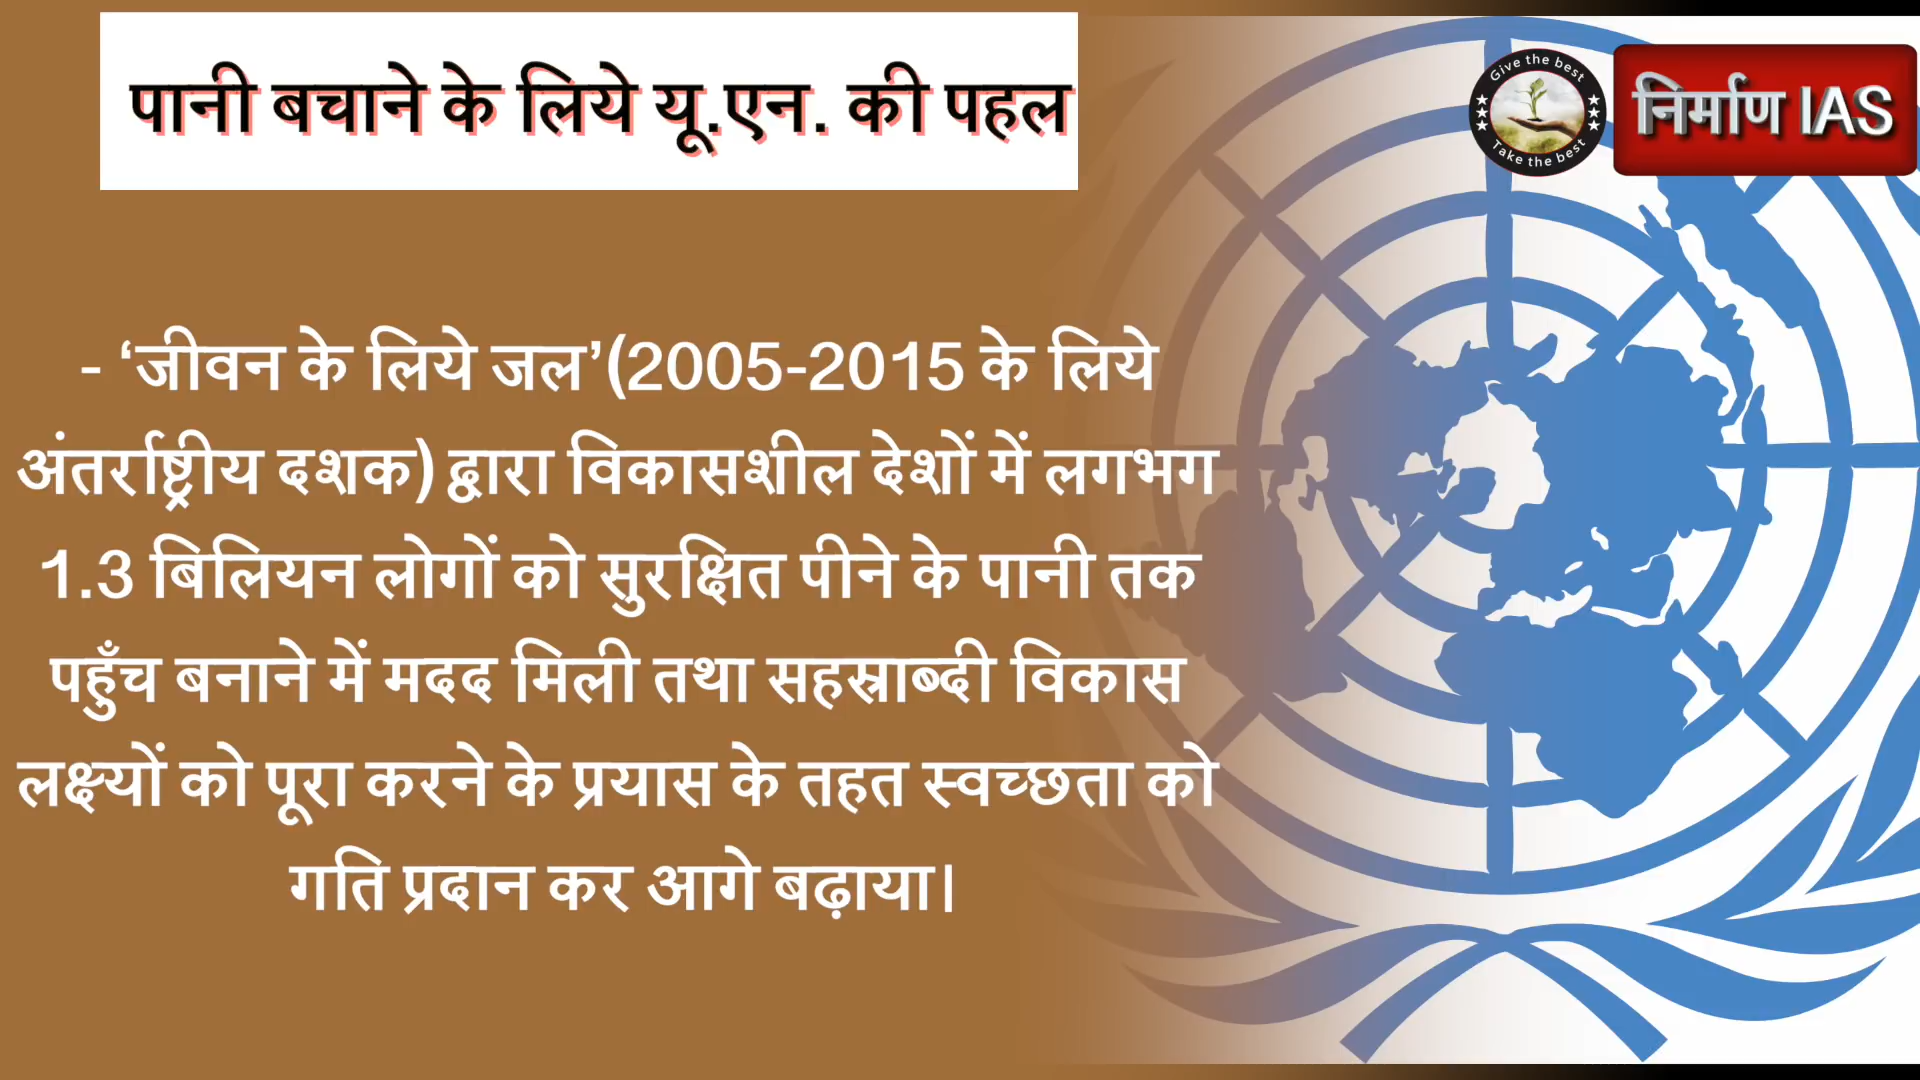 पानी बचाने के लिये यू.एन. की पहल
Give the best
Take the best
निर्माण IAS
- ‘जीवन के लिये जल’(2005-2015 के लिये
अंतर्राष्ट्रीय दशक) द्वारा विकासशील देशों में लगभग
1.3 बिलियन लोगों को सुरक्षित पीने के पानी तक
पहुँच बनाने में मदद मिली तथा सहस्राब्दी विकास
लक्ष्यों को पूरा करने के प्रयास के तहत स्वच्छता को
गति प्रदान कर आगे बढ़ाया।